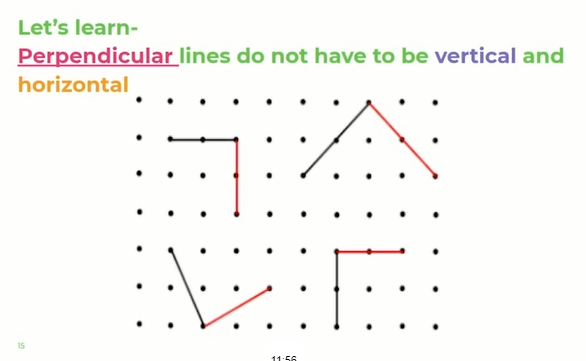 Let's learn-
Perpendicular lines do not have to be vertical and
horizontal
15
11:56